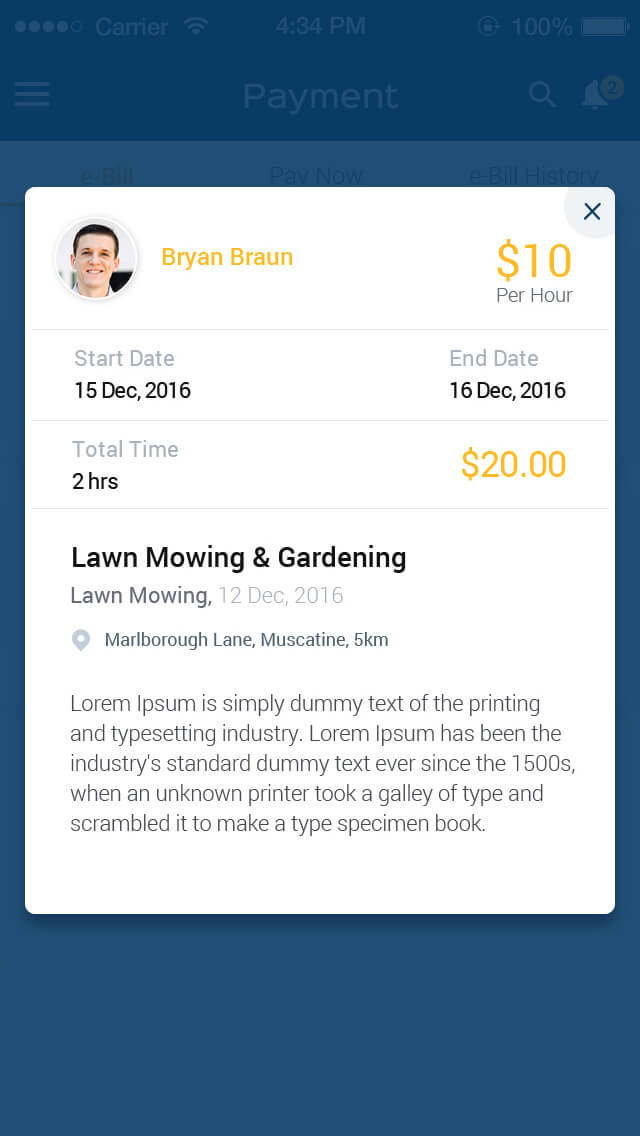 Carrier 4:34 PM 100%
Payment 2
e-Bill Pay Now e-Bill History
Bryan Braun
$10
Per Hour
Start Date End Date
15 Dec, 2016 16 Dec, 2016
Total Time
$20.00
2 hrs
Lawn Mowing & Gardening
Lawn Mowing, 12 Dec, 2016
Marlborough Lane, Muscatine, 5km
Lorem Ipsum is simply dummy text of the printing
and typesetting industry. Lorem Ipsum has been the
industry's standard dummy text ever since the 1500s,
when an unknown printer took a galley of type and
scrambled it to make a type specimen book.